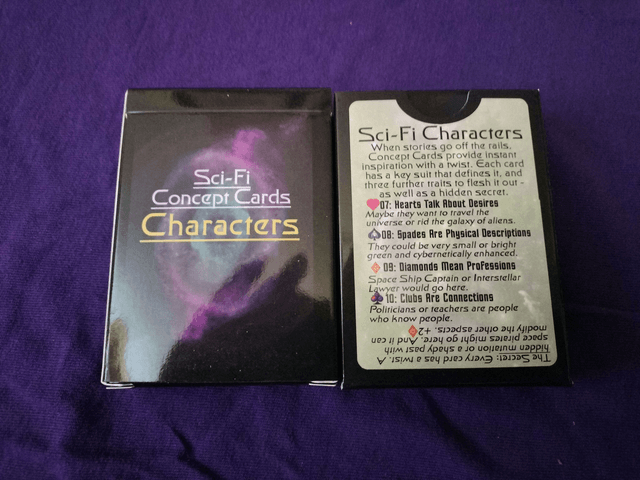 Sci-Fi
Concept Cards
Characters
Sci-Fi Characters
When stories go off the rails,
Concept Cards provide instant
inspiration with a twist. Each card
has a key suit that defines it, and
three further traits to flesh it out -
as well as a hidden secret.
♥07: Hearts Talk About Desires
Maybe they want to travel the
universe or rid the galaxy of aliens.
♠08: Spades Are Physical Descriptions
They could be very small or bright
green and cybernetically enhanced.
♦09: Diamonds Mean Professions
Space Ship Captain or Interstellar
Lawyer would go here.
♣10: Clubs Are Connections
Politicians or teachers are people
who know people.
The Secret: Every card has a twist. A
hidden mutation or a shady past with
space pirates might go here. And it can
modify the other aspects. +2♦